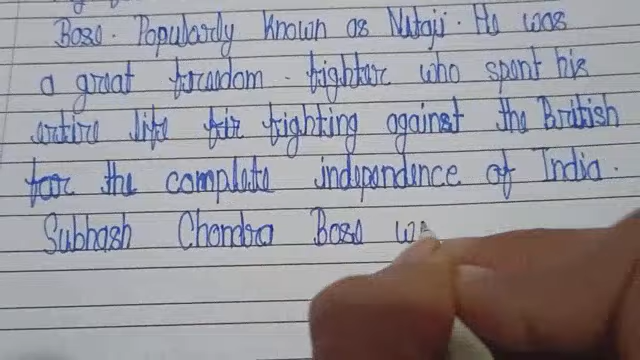 Bose. Popularly known as Netaji. He was
a great freedom fighter who spent his
entire life for fighting against the British
for the complete independence of India.
Subhash Chandra Bose w